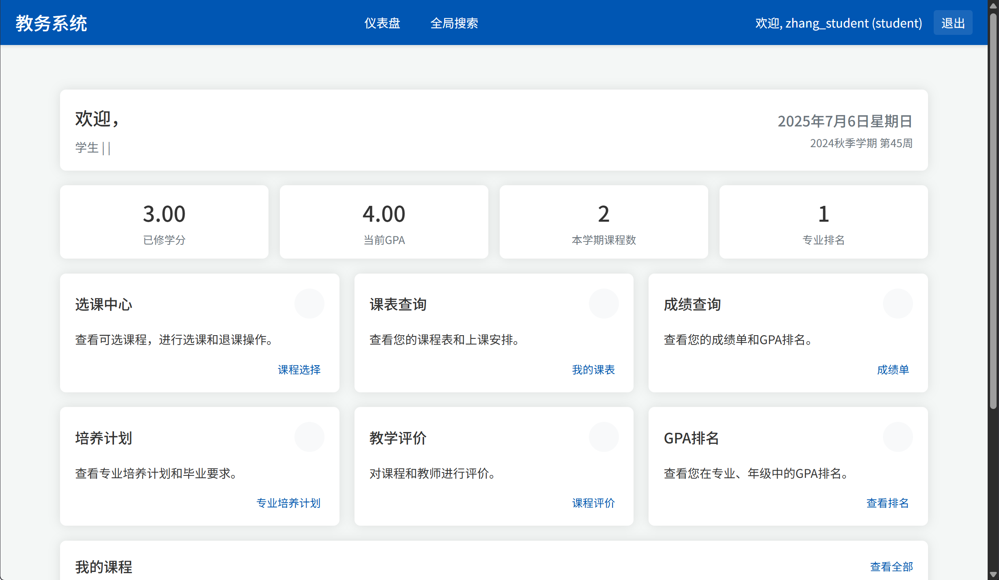 教务系统
仪表盘
全局搜索
欢迎, zhang_student (student)
退出
欢迎，
学生 | |
2025年7月6日星期日
2024秋季学期 第45周
3.00
已修学分
4.00
当前GPA
2
本学期课程数
1
专业排名
选课中心
查看可选课程，进行选课和退课操作。
课程选择
课表查询
查看您的课程表和上课安排。
我的课表
成绩查询
查看您的成绩单和GPA排名。
成绩单
培养计划
查看专业培养计划和毕业要求。
专业培养计划
教学评价
对课程和教师进行评价。
课程评价
GPA排名
查看您在专业、年级中的GPA排名。
查看排名
我的课程
查看全部